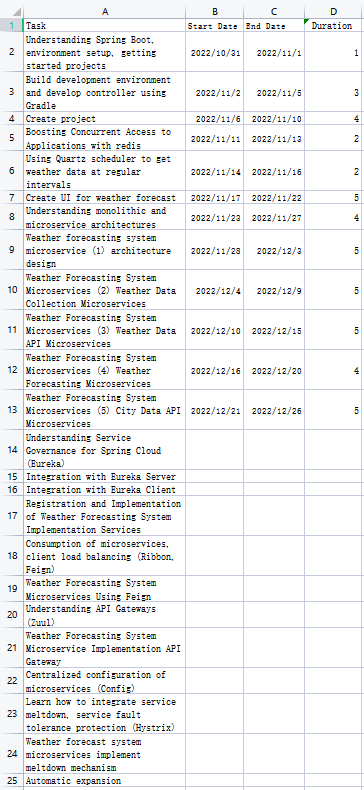 A B C D
1 Task Start Date End Date Duration
Understanding Spring Boot,
2 environment setup, getting 2022/10/31 2022/11/1 1
started projects
Build development environment
3 and develop controller using 2022/11/2 2022/11/5 3
Gradle
4 Create project 2022/11/6 2022/11/10 4
Boosting Concurrent Access to
5 Applications with redis 2022/11/11 2022/11/13 2
Using Quartz scheduler to get
6 weather data at regular 2022/11/14 2022/11/16 2
intervals
7 Create UI for weather forecast 2022/11/17 2022/11/22 5
Understanding monolithic and
8 microservice architectures 2022/11/23 2022/11/27 4
Weather forecasting system
9 microservice (1) architecture 2022/11/28 2022/12/3 5
design
Weather Forecasting System
10 Microservices (2) Weather Data 2022/12/4 2022/12/9 5
Collection Microservices
Weather Forecasting System
11 Microservices (3) Weather Data 2022/12/10 2022/12/15 5
API Microservices
Weather Forecasting System
12 Microservices (4) Weather 2022/12/16 2022/12/20 4
Forecasting Microservices
Weather Forecasting System
13 Microservices (5) City Data API 2022/12/21 2022/12/26 5
Microservices
Understanding Service
14 Governance for Spring Cloud
(Eureka)
15 Integration with Eureka Server
16 Integration with Eureka Client
Registration and Implementation
17 of Weather Forecasting System
Implementation Services
Consumption of microservices,
18 client load balancing (Ribbon,
Feign)
Weather Forecasting System
19 Microservices Using Feign
Understanding API Gateways
20 (Zuul)
Weather Forecasting System
21 Microservice Implementation API
Gateway
Centralized configuration of
22 microservices (Config)
Learn how to integrate service
23 meltdown, service fault
tolerance protection (Hystrix)
Weather forecast system
24 microservices implement
meltdown mechanism
25 Automatic expansion